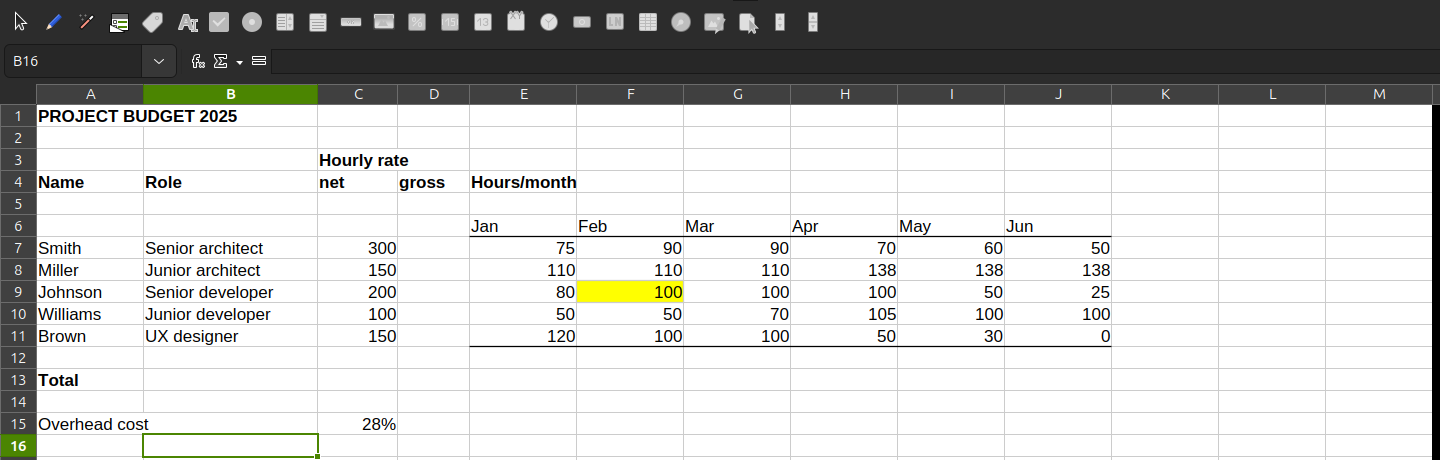 B16
A B C D E F G H I J K L M
1 PROJECT BUDGET 2025
2
3 Hourly rate
4 Name Role net gross Hours/month
5
6 Jan Feb Mar Apr May Jun
7 Smith Senior architect 300 75 90 90 70 60 50
8 Miller Junior architect 150 110 110 110 138 138 138
9 Johnson Senior developer 200 80 100 100 100 50 25
10 Williams Junior developer 100 50 50 70 105 100 100
11 Brown UX designer 150 120 100 100 50 30 0
12
13 Total
14
15 Overhead cost 28%
16